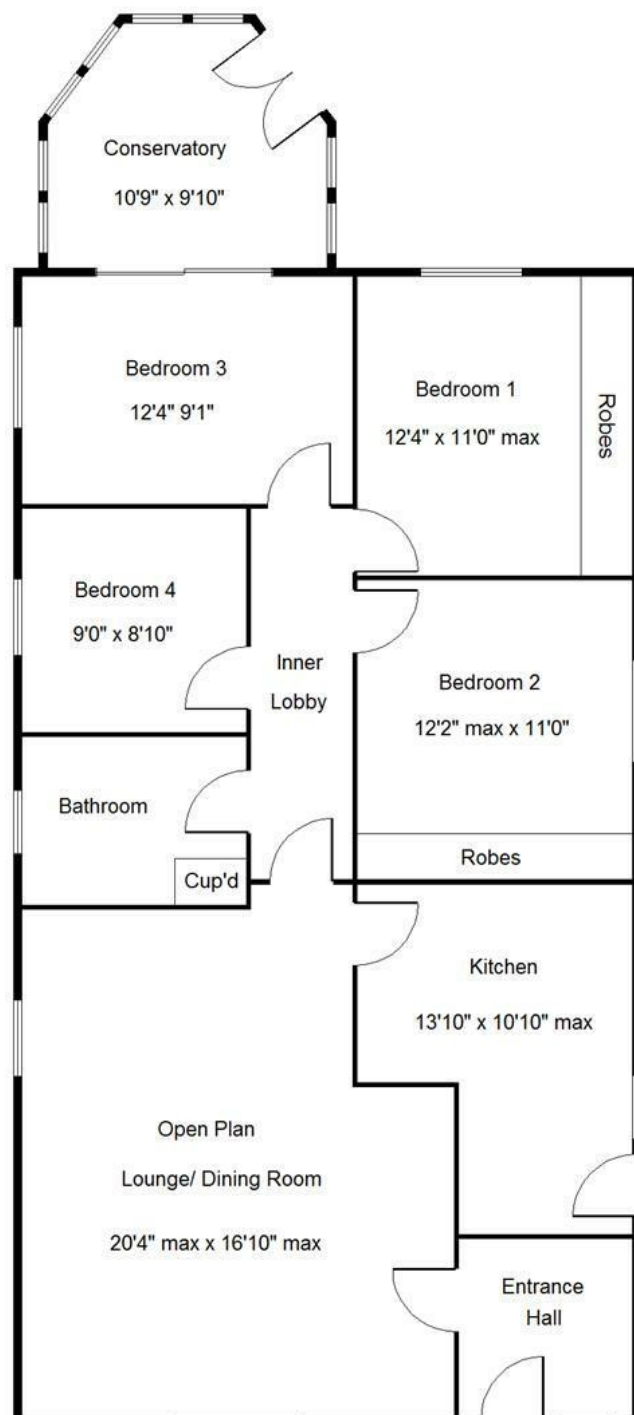 Conservatory
10'9" x 9'10"
Bedroom 3
12'4" 9'1"
Bedroom 1
12'4" x 11'0" max
Robes
Bedroom 4
9'0" x 8'10"
Inner
Lobby
Bedroom 2
12'2" max x 11'0"
Robes
Bathroom
Cup'd
Kitchen
13'10" x 10'10" max
Open Plan
Lounge/ Dining Room
20'4" max x 16'10" max
Entrance
Hall